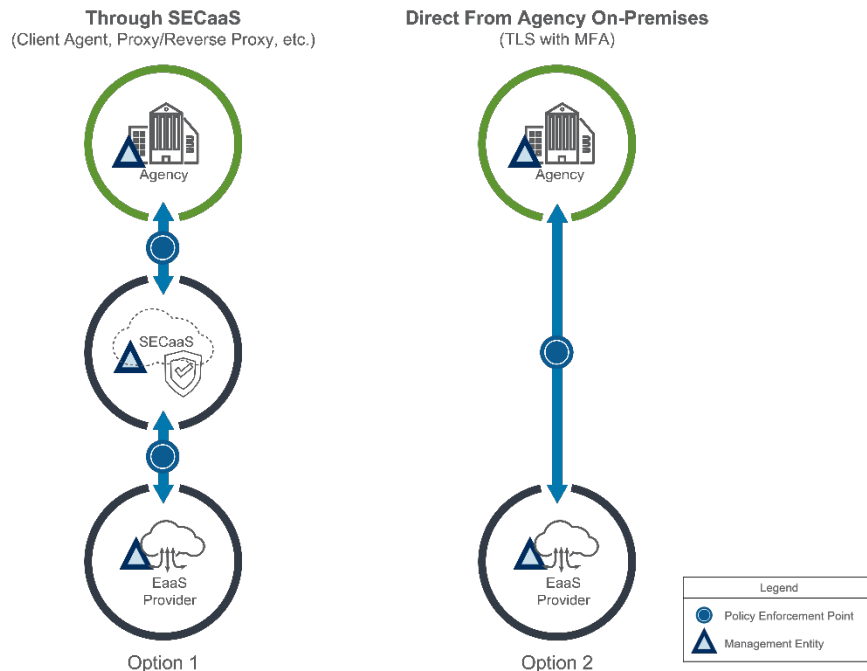 Through SECaaS
(Client Agent, Proxy/Reverse Proxy, etc.)
Agency
SECaaS
EaaS
Provider
Option 1
Direct From Agency On-Premises
(TLS with MFA)
Agency
EaaS
Provider
Option 2
Legend
Policy Enforcement Point
Management Entity